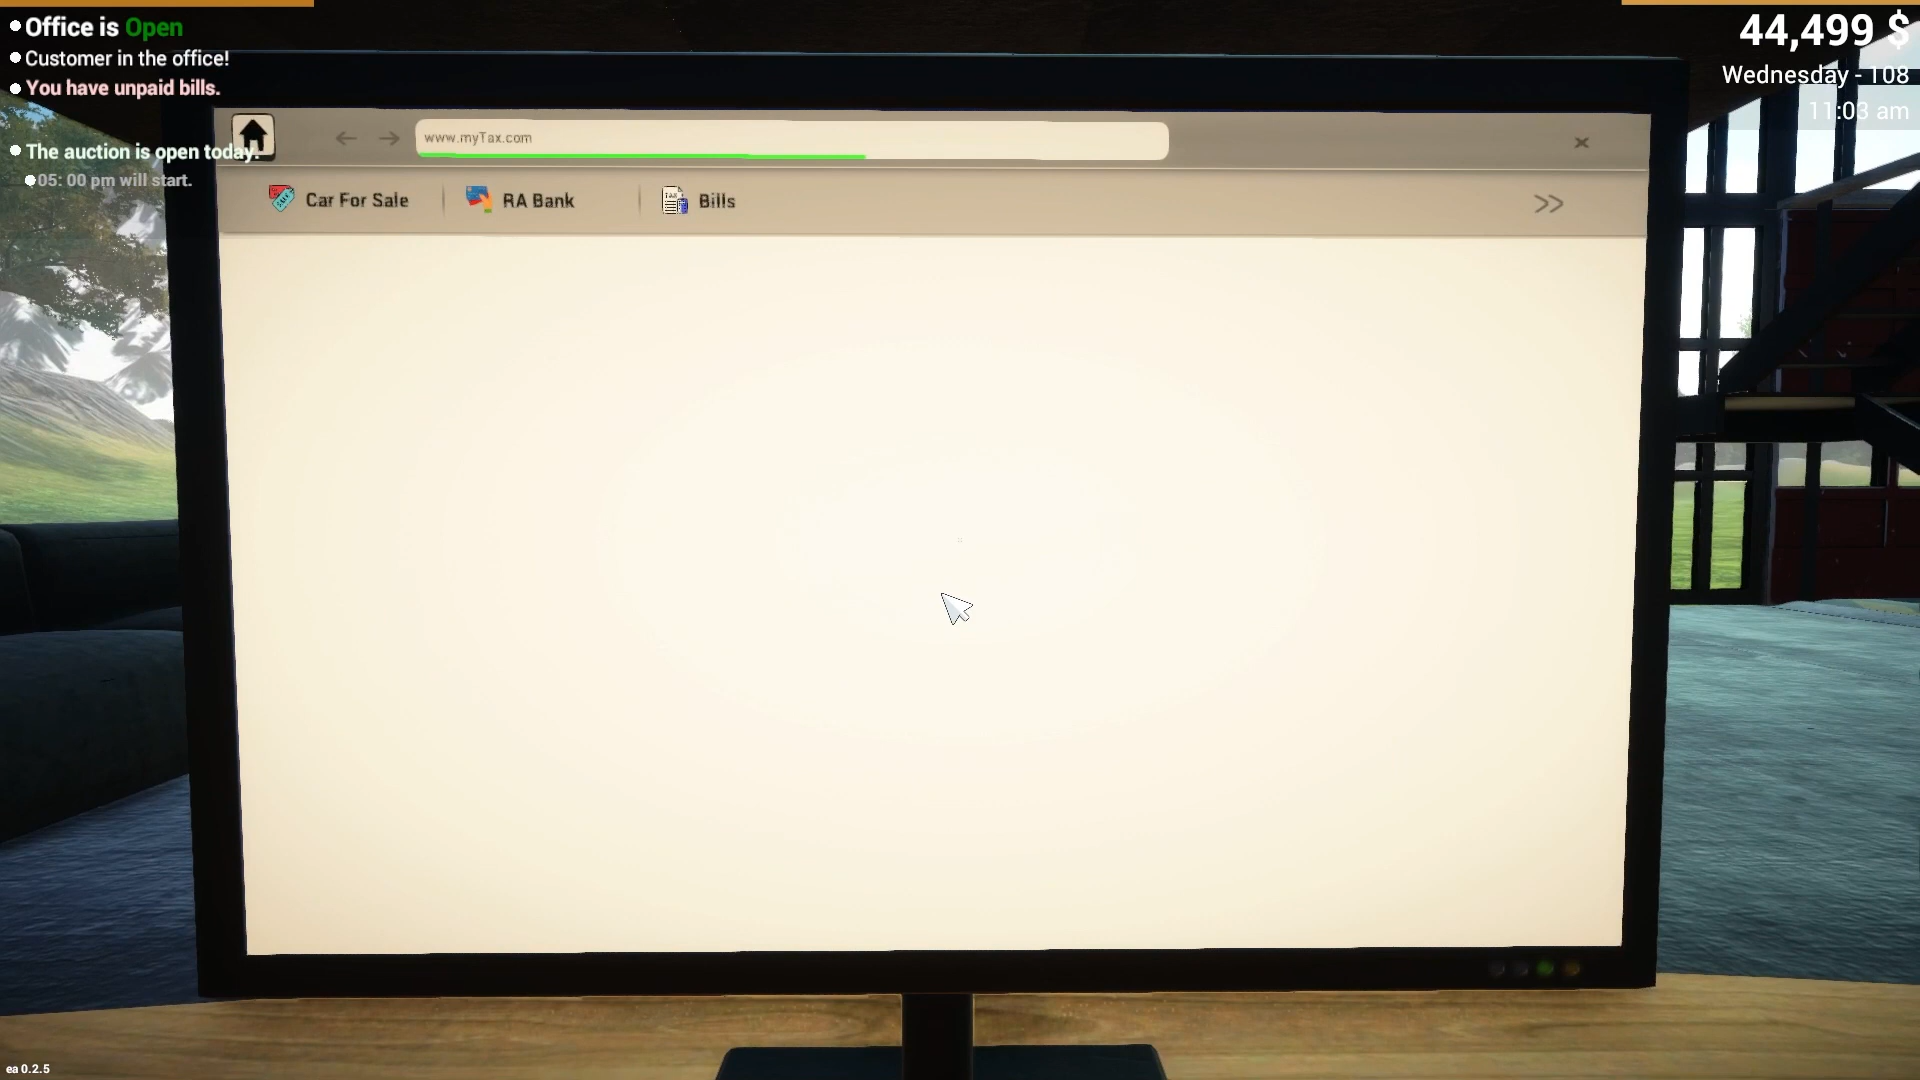 Office is Open
Customer in the office!
You have unpaid bills.
The auction is open today.
05: 00 pm will start.
44,499 $
Wednesday - 108
11:03 am
www.myTax.com
Car For Sale
RA Bank
Bills
ea 0.2.5